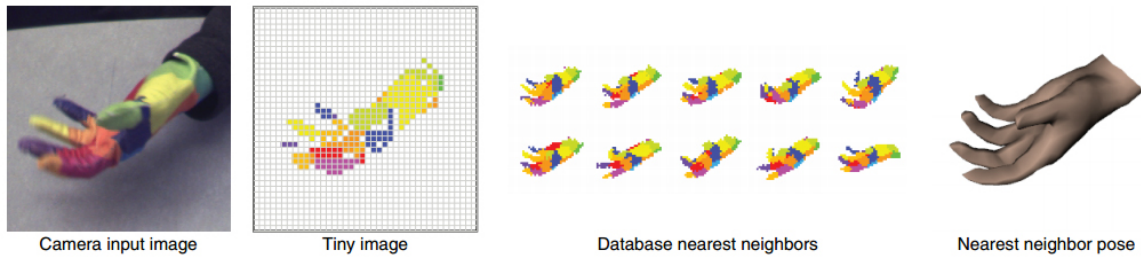 Camera input image
Tiny image
Database nearest neighbors
Nearest neighbor pose